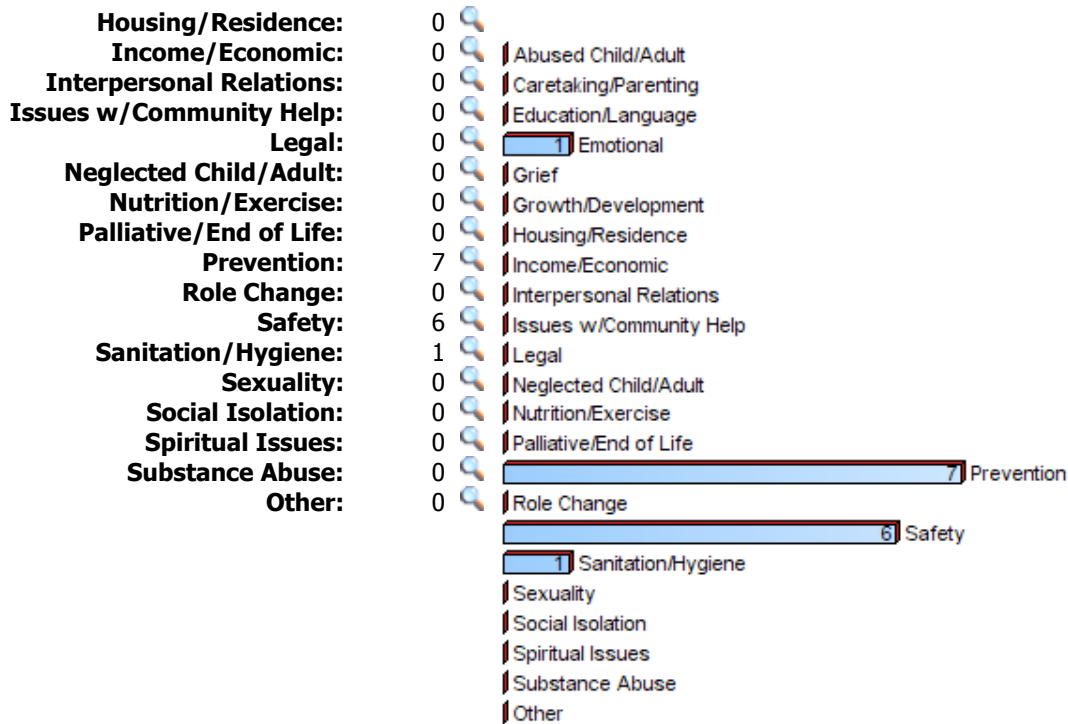 Housing/Residence: 0
Income/Economic: 0
Interpersonal Relations: 0
Issues w/Community Help: 0
Legal: 0
Neglected Child/Adult: 0
Nutrition/Exercise: 0
Palliative/End of Life: 0
Prevention: 7
Role Change: 0
Safety: 6
Sanitation/Hygiene: 1
Sexuality: 0
Social Isolation: 0
Spiritual Issues: 0
Substance Abuse: 0
Other: 0
Abused Child/Adult
Caretaking/Parenting
Education/Language
1 Emotional
Grief
Growth/Development
Housing/Residence
Income/Economic
Interpersonal Relations
Issues w/Community Help
Legal
Neglected Child/Adult
Nutrition/Exercise
Palliative/End of Life
7 Prevention
Role Change
6 Safety
1 Sanitation/Hygiene
Sexuality
Social Isolation
Spiritual Issues
Substance Abuse
Other